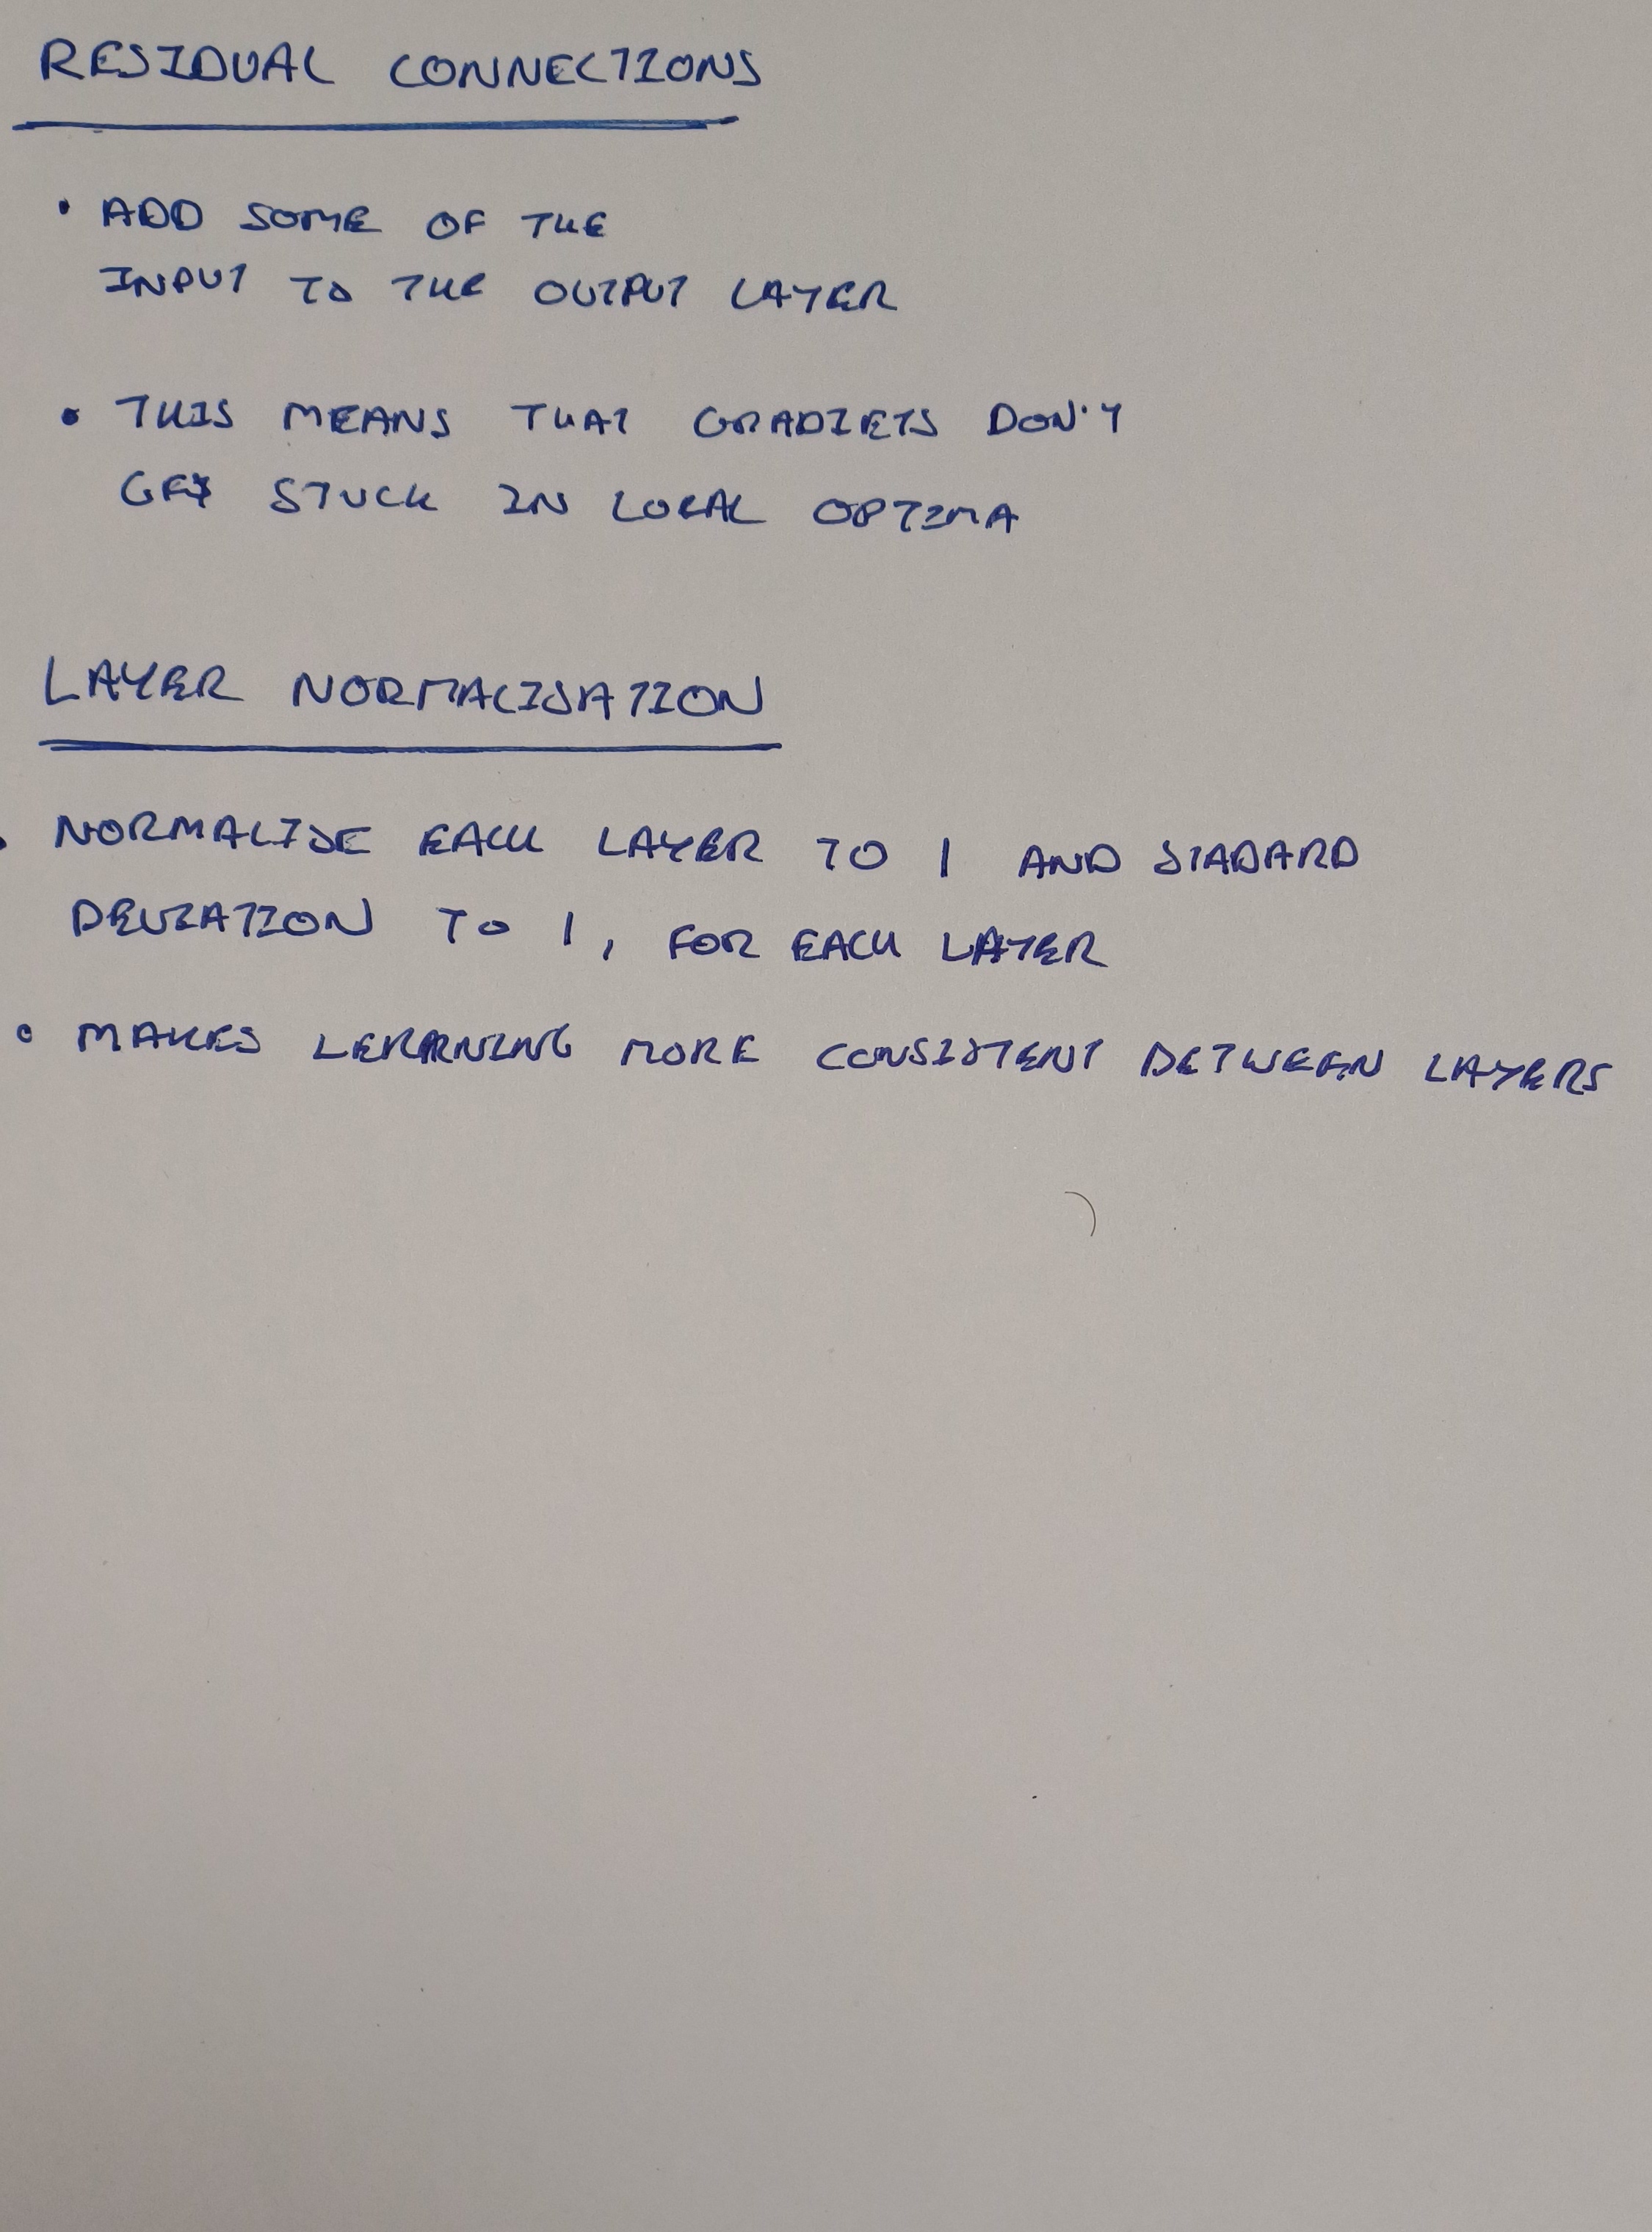 RESIDUAL CONNECTIONS
• ADD SOME OF THE
INPUT TO THE OUTPUT LAYER
• THIS MEANS THAT GRADIETS DON'T
GET STUCK IN LOCAL OPTIMA
LAYER NORMALISATION
• NORMALISE EACH LAYER TO 1 AND STADARD
DEVIATION TO 1, FOR EACH LAYER
• MAKES LEARNING MORE CONSISTENT BETWEEN LAYERS